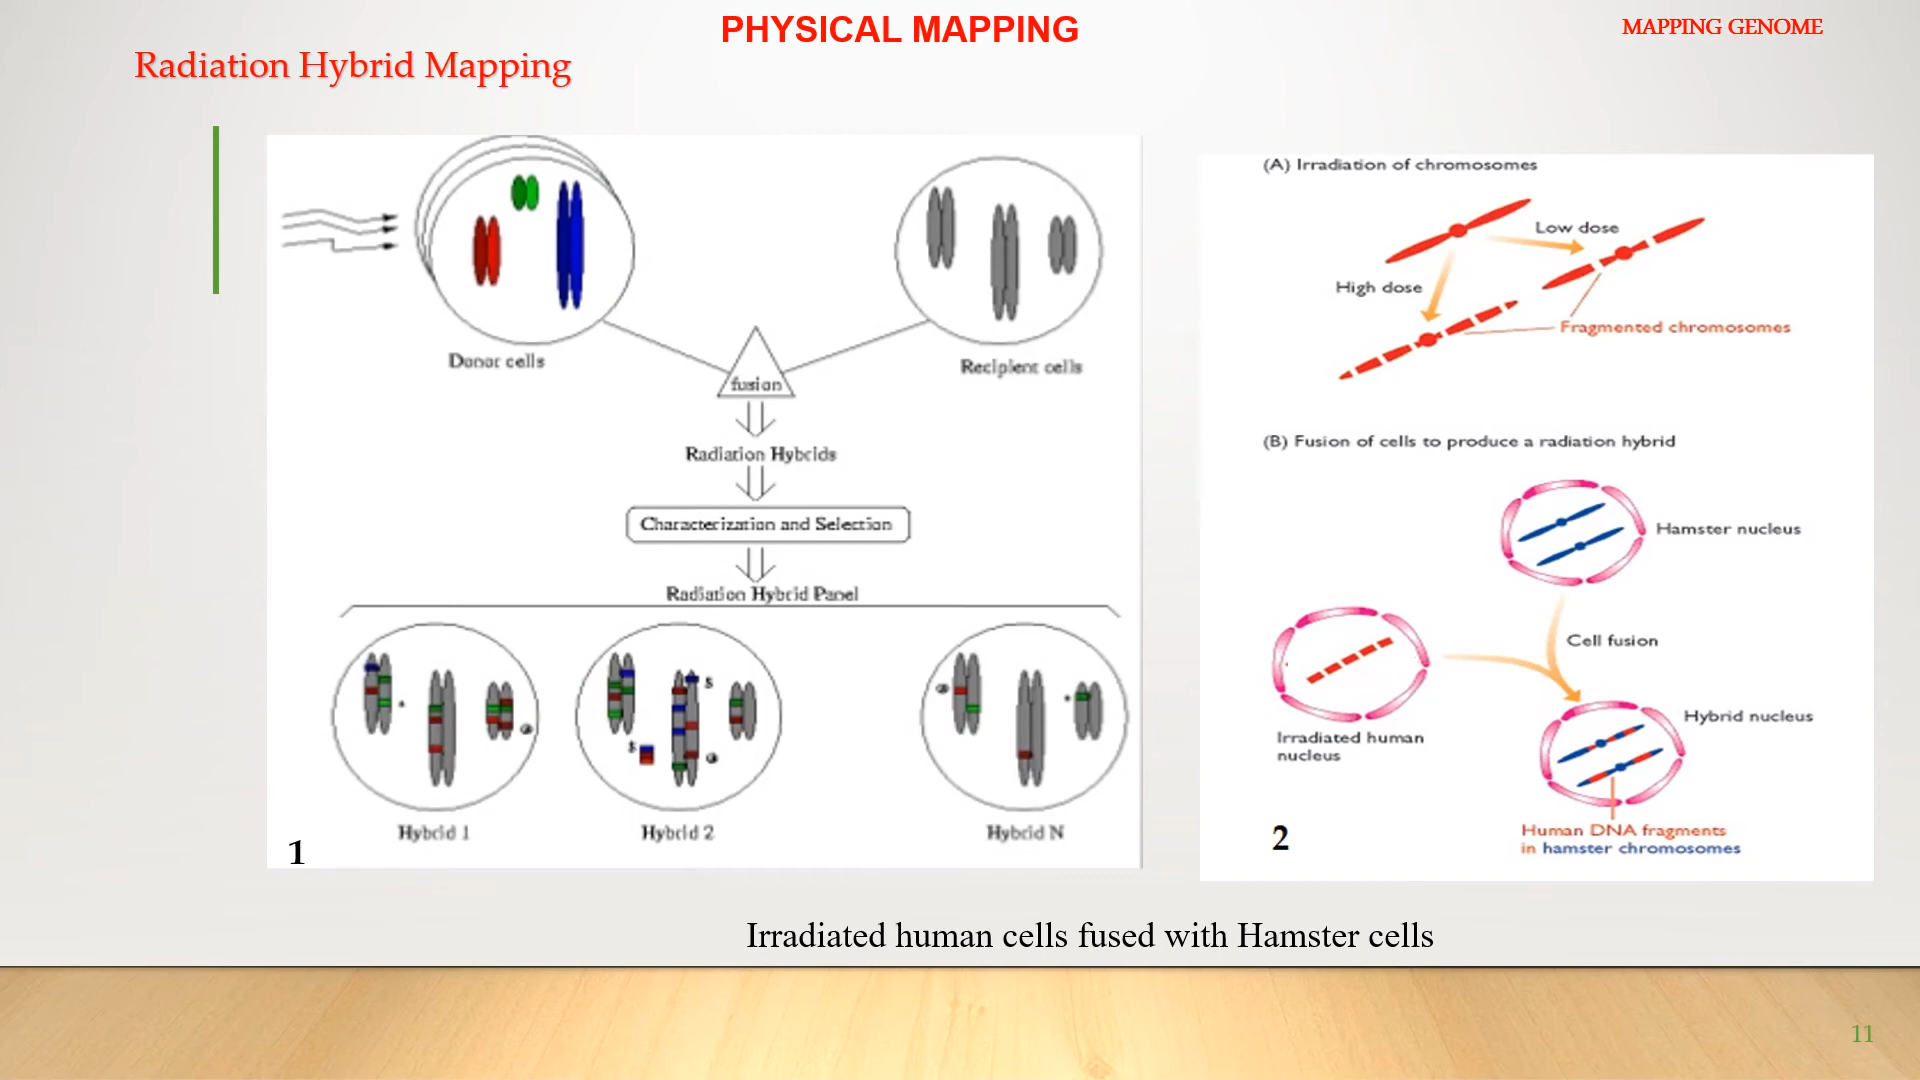 PHYSICAL MAPPING
MAPPING GENOME
Radiation Hybrid Mapping
Donor cells
Recipient cells
fusion
Radiation Hybrids
Characterization and Selection
Radiation Hybrid Panel
$
$
Hybrid 1
Hybrid 2
Hybrid N
1
(A) Irradiation of chromosomes
Low dose
High dose
Fragmented chromosomes
(B) Fusion of cells to produce a radiation hybrid
Hamster nucleus
Cell fusion
Hybrid nucleus
Irradiated human
nucleus
Human DNA fragments
in hamster chromosomes
2
Irradiated human cells fused with Hamster cells
11